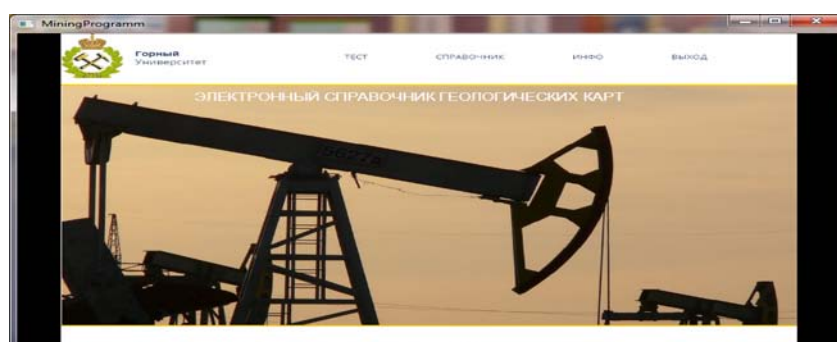 MiningProgramm
Горный
Университет
ТЕСТ
СПРАВОЧНИК
ИНФО
ВЫХОД
ЭЛЕКТРОННЫЙ СПРАВОЧНИК ГЕОЛОГИЧЕСКИХ КАРТ